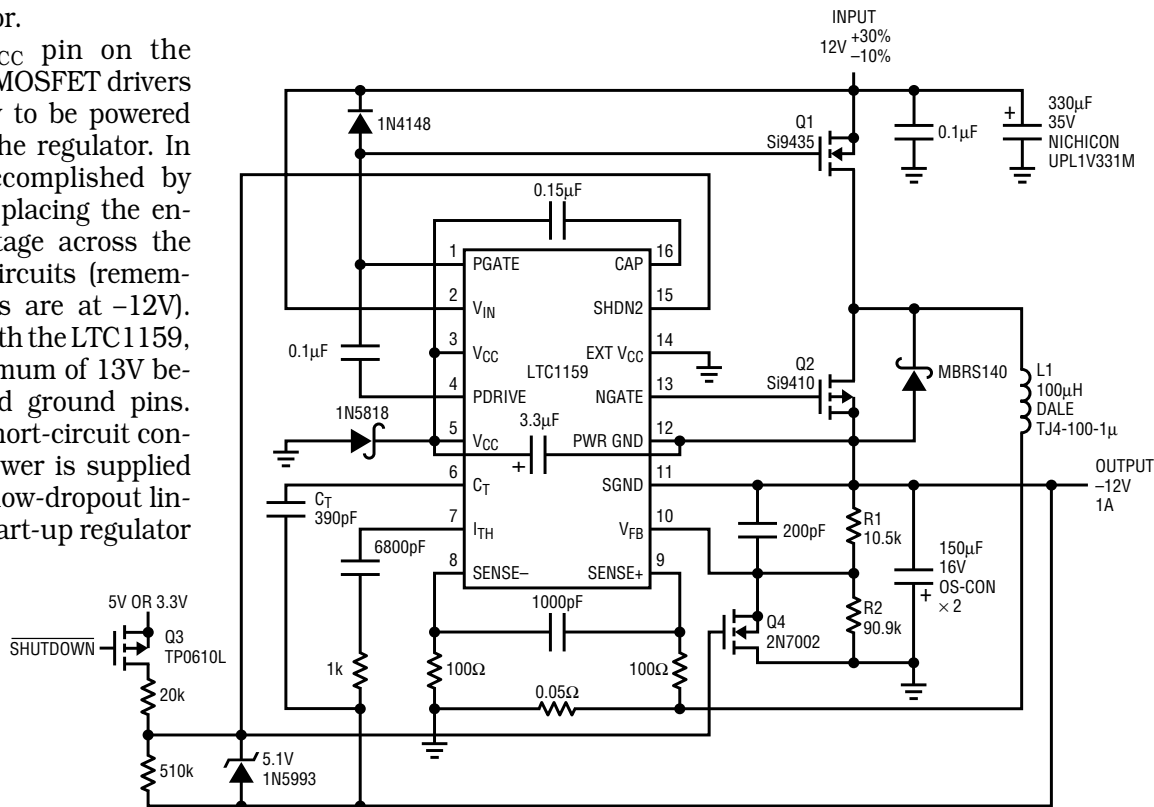 or.
CC pin on the
MOSFET drivers
to be powered
he regulator. In
ccomplished by
placing the en-
tage across the
ircuits (remem-
s are at –12V).
th the LTC1159,
mum of 13V be-
d ground pins.
hort-circuit con-
wer is supplied
low-dropout lin-
art-up regulator
INPUT
12V +30%
–10%
1N4148
Q1
Si9435
0.1µF
+
330µF
35V
NICHICON
UPL1V331M
0.15µF
1 PGATE
CAP 16
2 VIN
SHDN2 15
3 VCC
EXT VCC 14
LTC1159
0.1µF
4 PDRIVE
NGATE 13
Q2
Si9410
MBRS140
L1
100µH
DALE
TJ4-100-1µ
1N5818
5 VCC
3.3µF
+
PWR GND 12
6 CT
SGND 11
OUTPUT
–12V
1A
CT
390pF
7 ITH
VFB 10
200pF
R1
10.5k
6800pF
8 SENSE–
SENSE+ 9
150µF
16V
OS-CON
× 2
+
1000pF
Q4
2N7002
R2
90.9k
5V OR 3.3V
SHUTDOWN
Q3
TP0610L
1k
100Ω
100Ω
20k
0.05Ω
510k
5.1V
1N5993